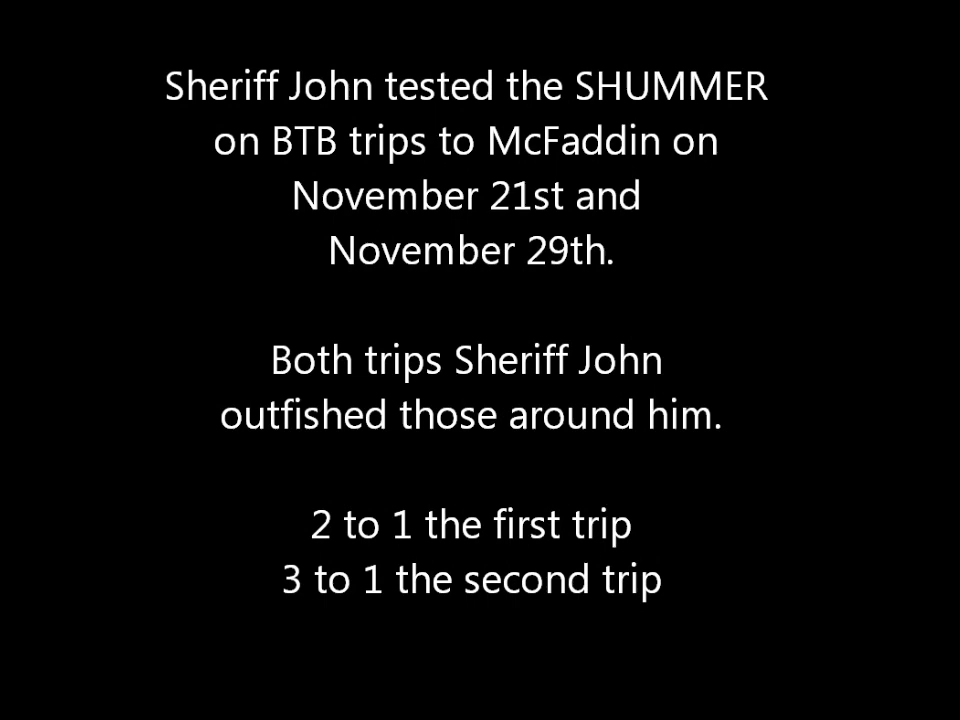 Sheriff John tested the SHUMMER
on BTB trips to McFaddin on
November 21st and
November 29th.
Both trips Sheriff John
outfished those around him.
2 to 1 the first trip
3 to 1 the second trip